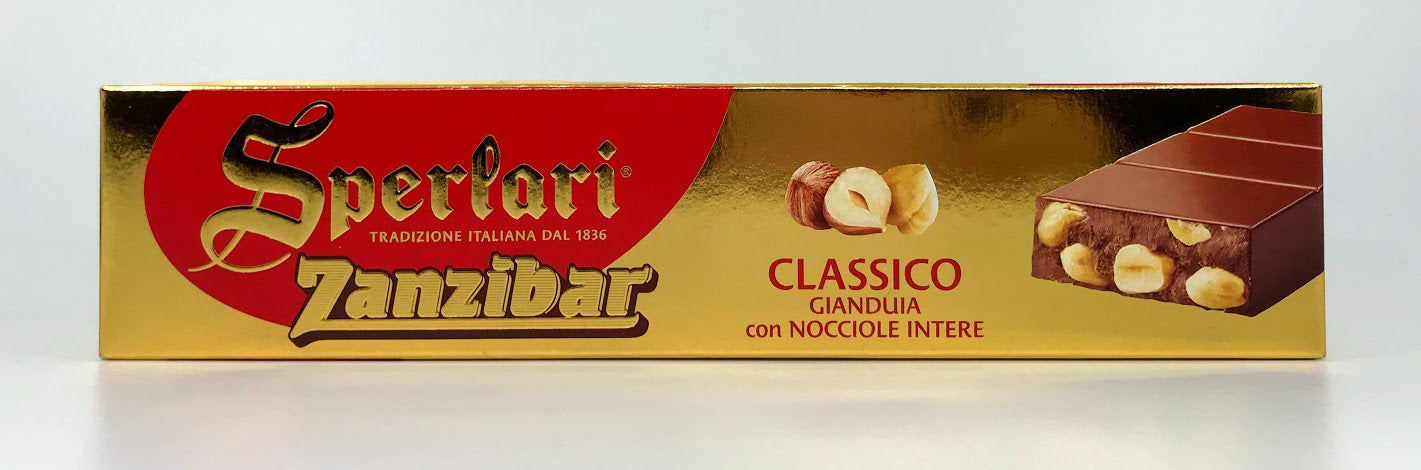 Sperlari®
TRADIZIONE ITALIANA DAL 1836
Zanzibar
CLASSICO
GIANDUIA
con NOCCIOLE INTERE